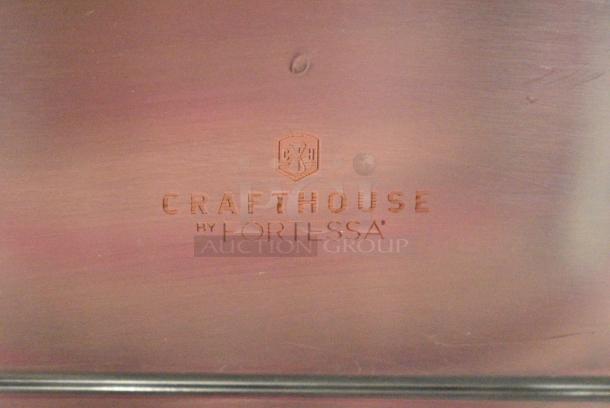 C H
CRAFTHOUSE
BY FORTESSA®
AUCTION GROUP